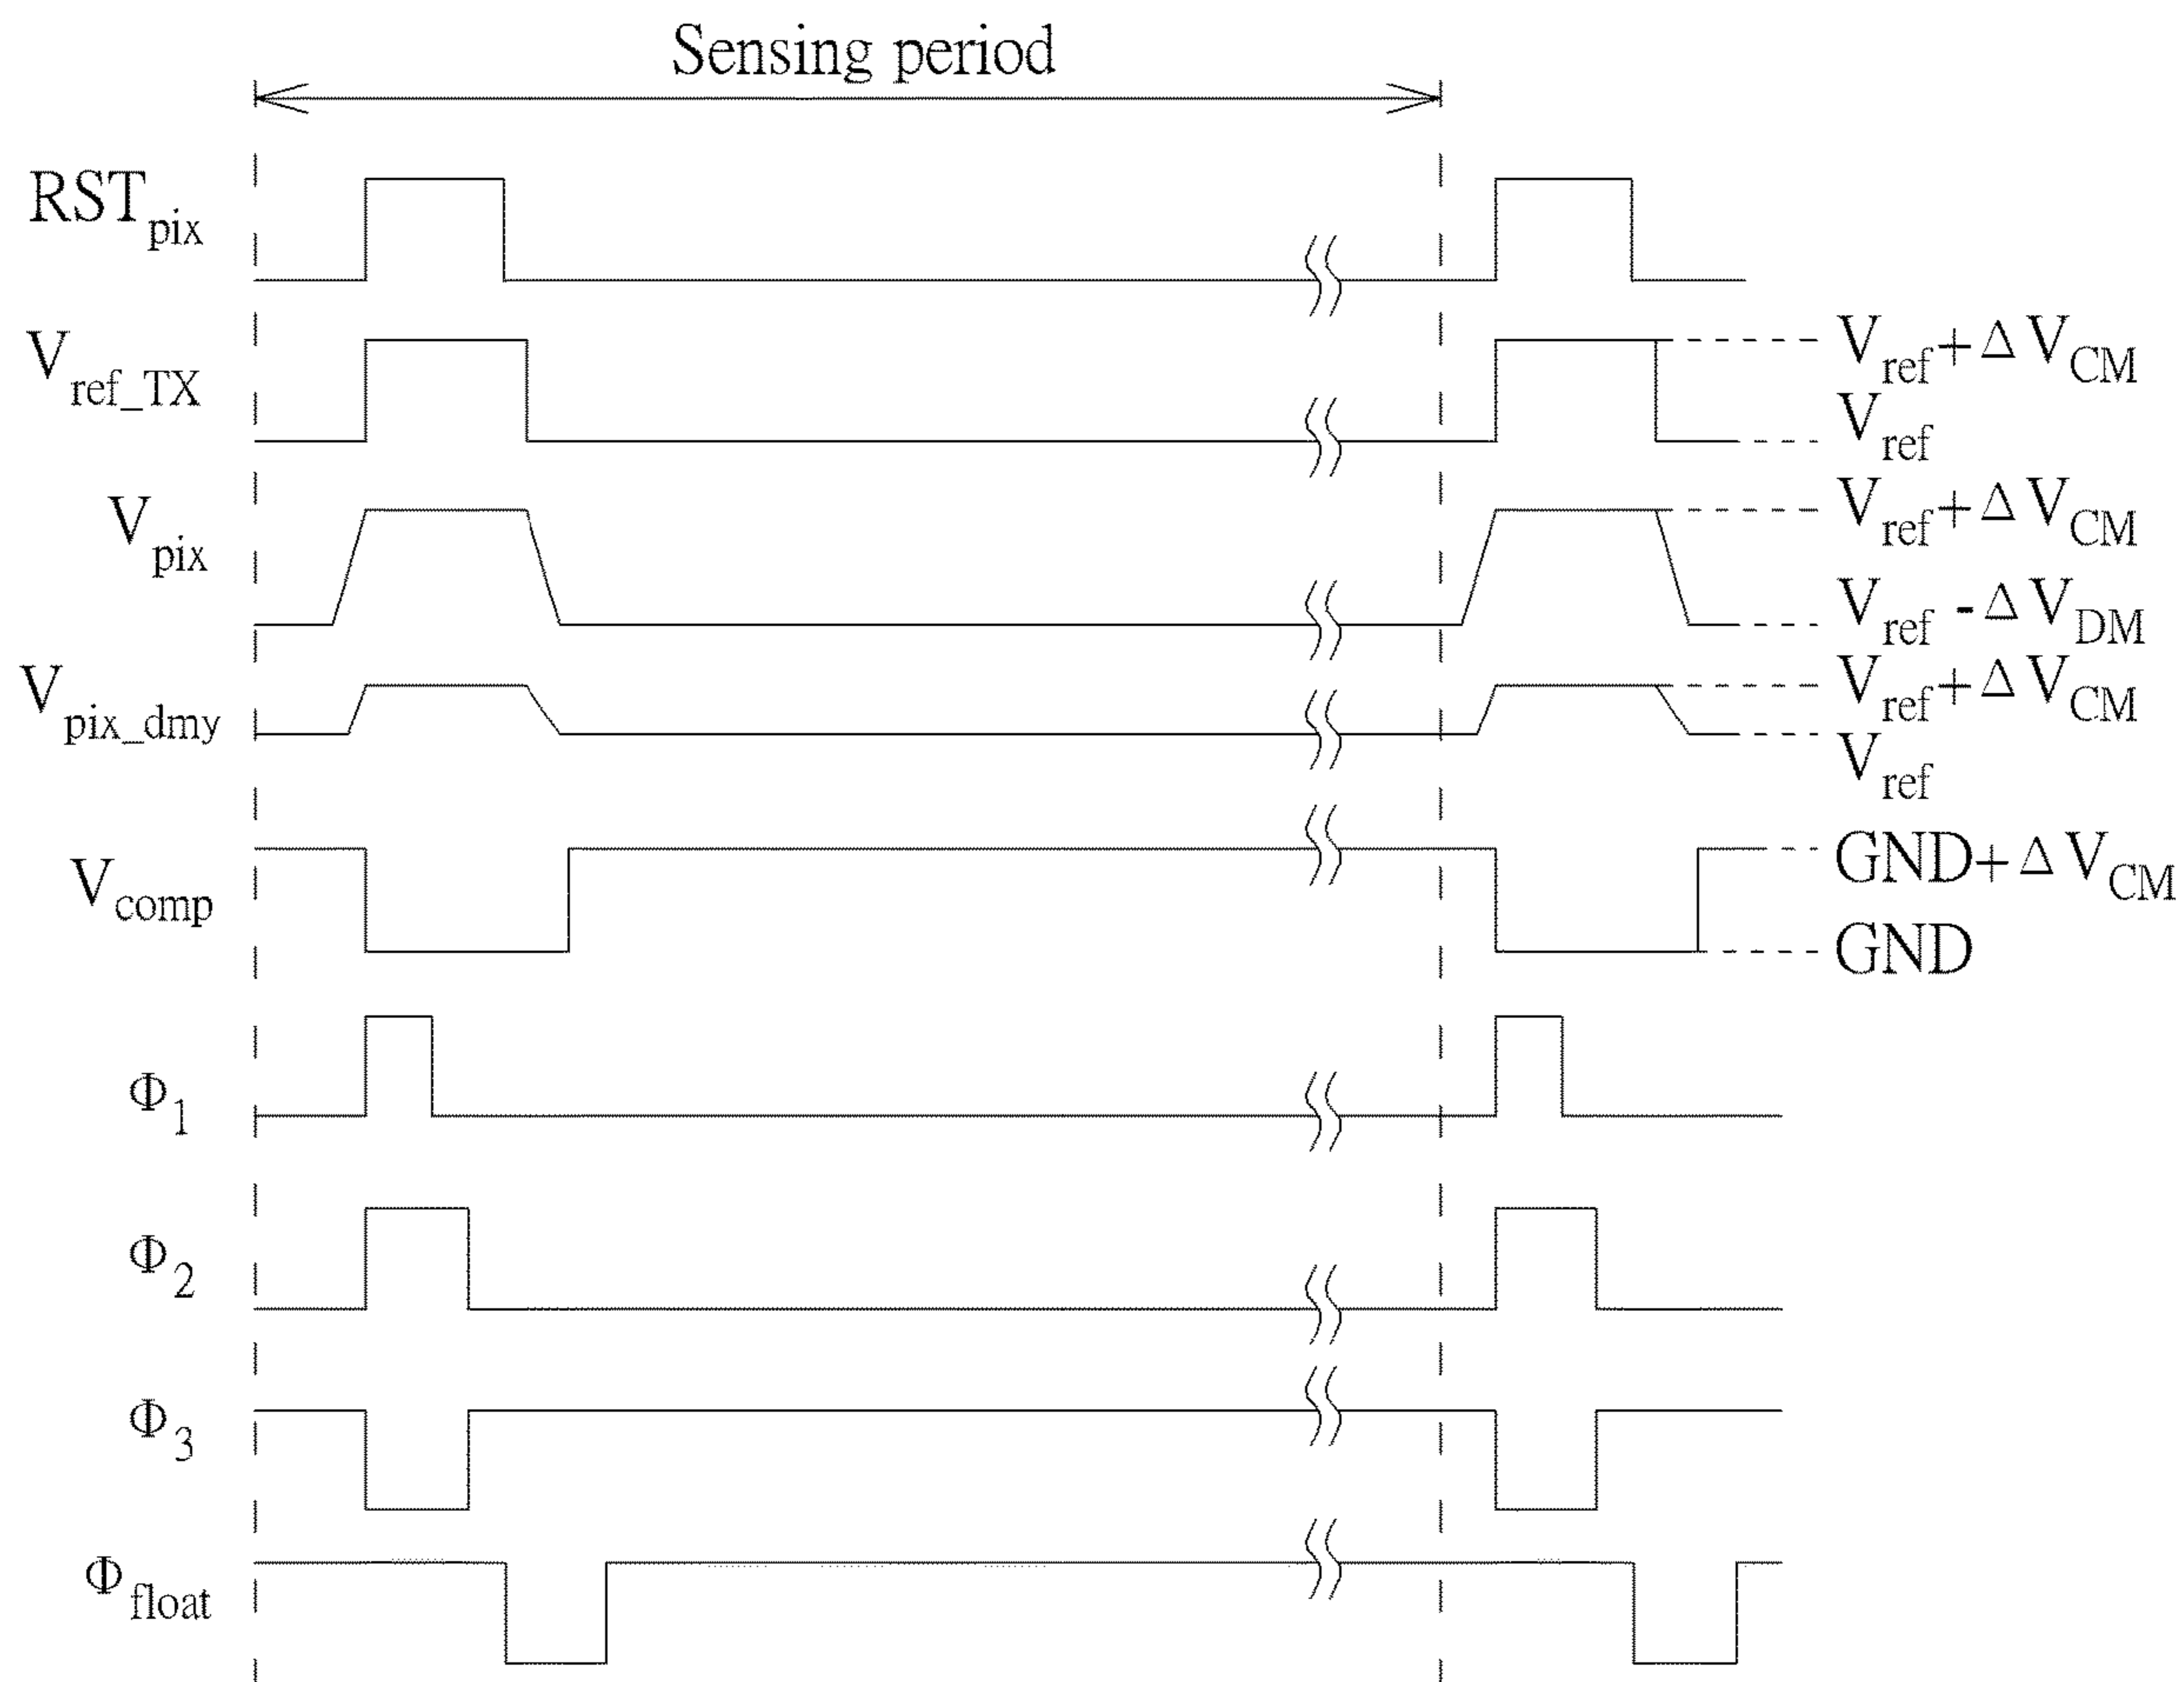 Sensing period
RSTpix
Vref_TX
Vref+ΔVCM
Vref
Vpix
Vref+ΔVCM
Vref-ΔVDM
Vpix_dmy
Vref+ΔVCM
Vref
Vcomp
GND+ΔVCM
GND
Φ1
Φ2
Φ3
Φfloat